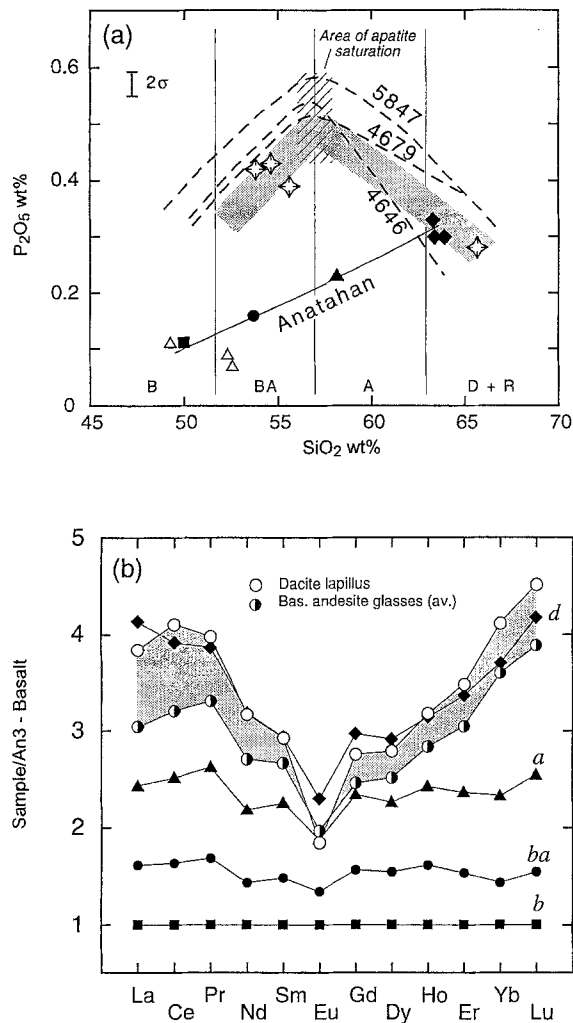 (a)
Area of apatite
saturation
2σ
0.6
0.4
0.2
0
P2O5 wt%
5847
4679
4646
Anatahan
B
BA
A
D + R
45
50
55
60
65
70
SiO2 wt%
(b)
Dacite lapillus
Bas. andesite glasses (av.)
5
4
3
2
1
Sample/An3 - Basalt
d
a
ba
b
La
Ce
Pr
Nd
Sm
Eu
Gd
Dy
Ho
Er
Yb
Lu